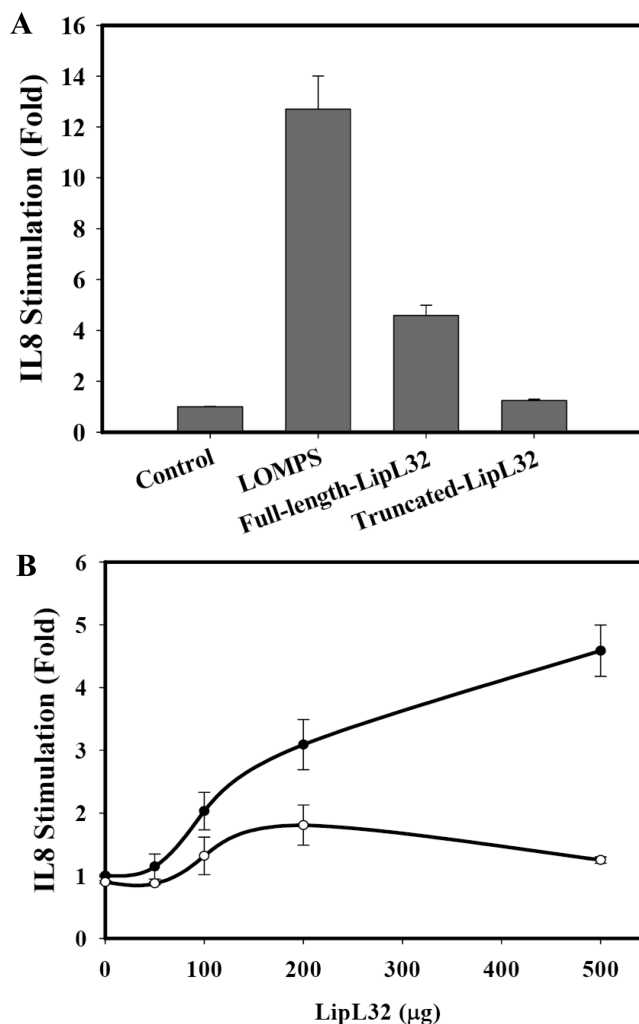 A
IL8 Stimulation (Fold)
16
14
12
10
8
6
4
2
0
Control
LOMPS
Full-length-LipL32
Truncated-LipL32
B
IL8 Stimulation (Fold)
6
5
4
3
2
1
0
0 100 200 300 400 500
LipL32 (μg)